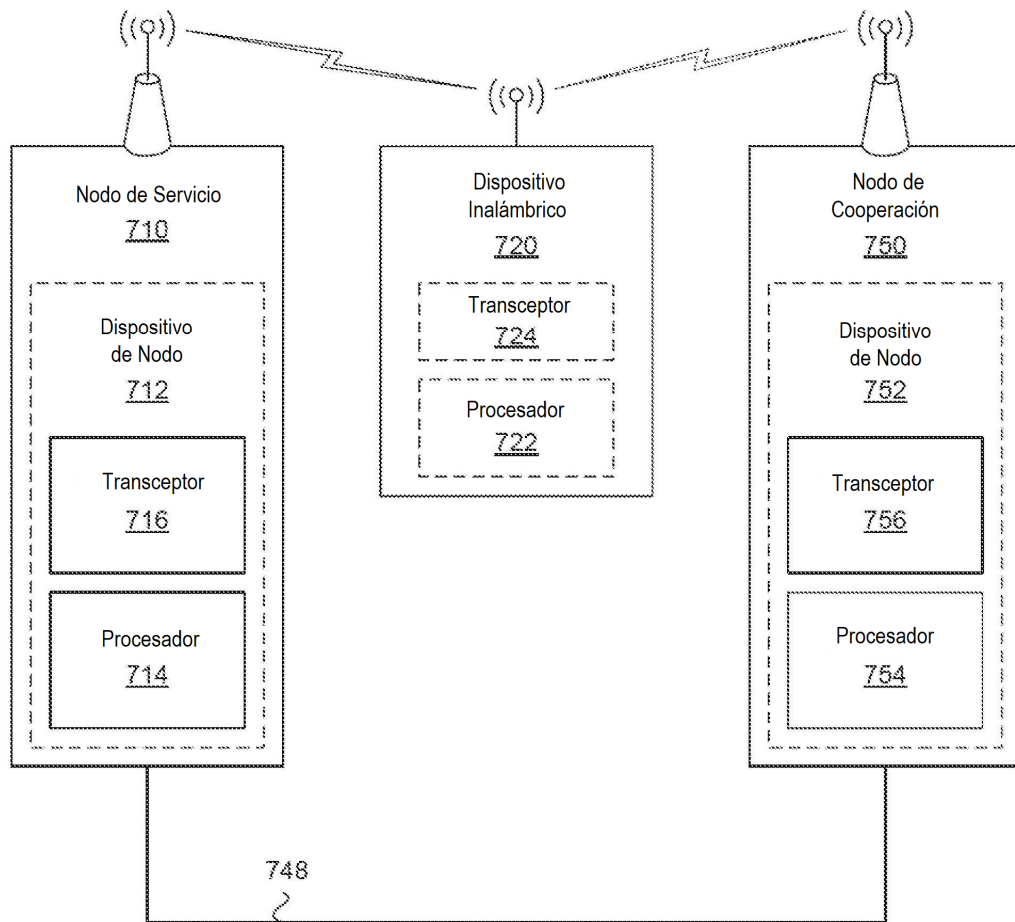 Nodo de Servicio
710
Dispositivo
de Nodo
712
Transceptor
716
Procesador
714
Dispositivo
Inalámbrico
720
Transceptor
724
Procesador
722
Nodo de
Cooperación
750
Dispositivo
de Nodo
752
Transceptor
756
Procesador
754
748